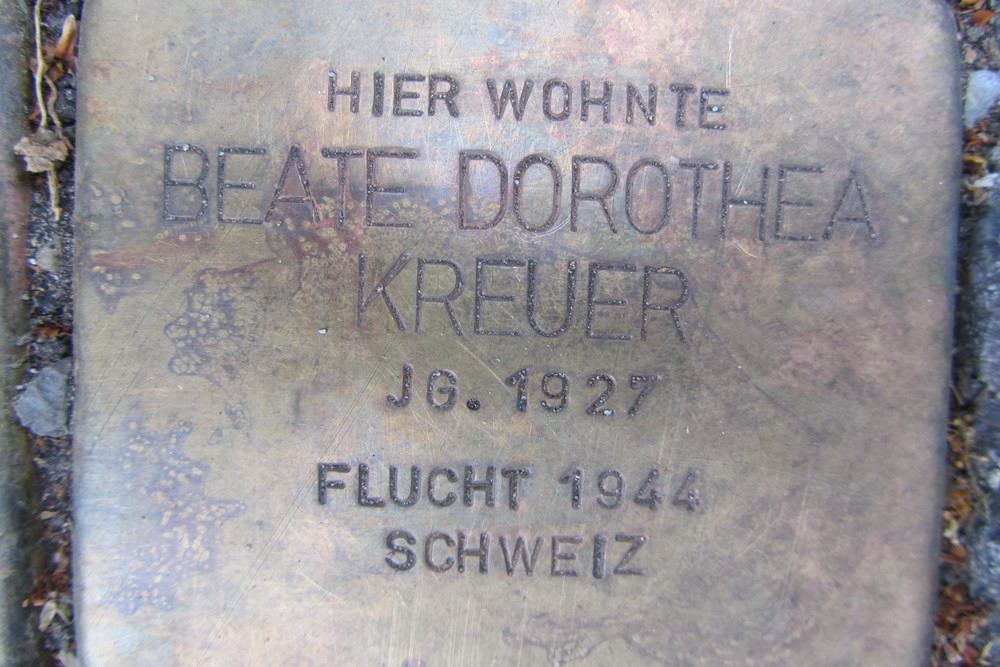 HIER WOHNTE
BEATE DOROTHEA
KREUER
JG. 1927
FLUCHT 1944
SCHWEIZ